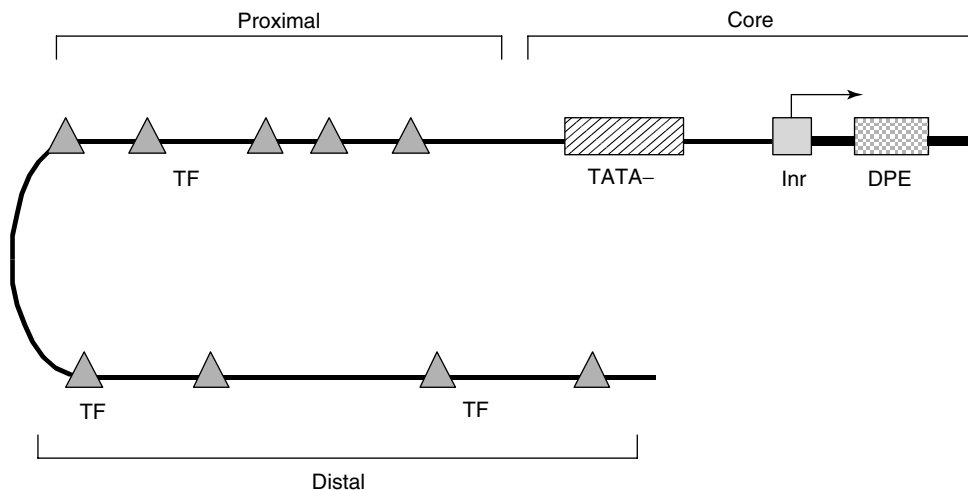 Proximal Core
TF TATA– Inr DPE
TF TF
Distal